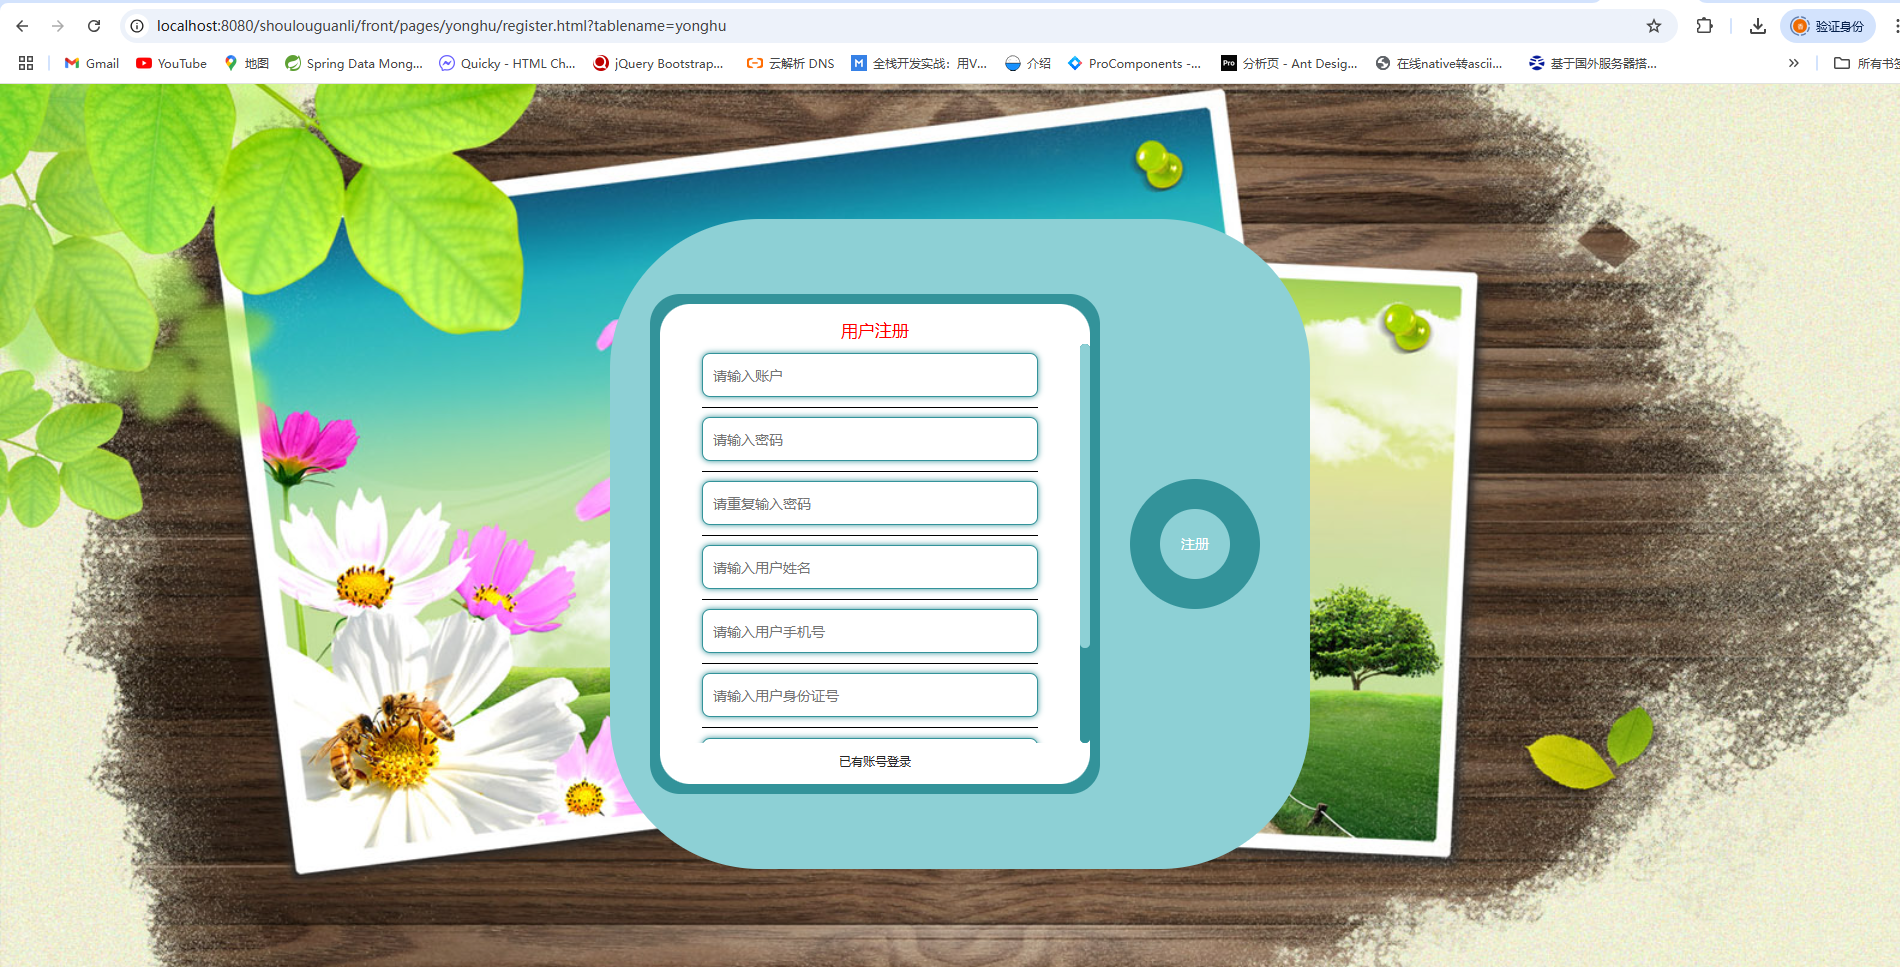 localhost:8080/shoulouguanli/front/pages/yonghu/register.html?tablename=yonghu
验证身份
Gmail
YouTube
地图
Spring Data Mong...
Quicky - HTML Ch...
jQuery Bootstrap...
云解析 DNS
全栈开发实战：用V...
介绍
ProComponents -...
Pro
分析页 - Ant Desig...
在线native转ascii...
基于国外服务器搭...
所有书签
用户注册
请输入账户
请输入密码
请重复输入密码
请输入用户姓名
请输入用户手机号
请输入用户身份证号
已有账号登录
注册